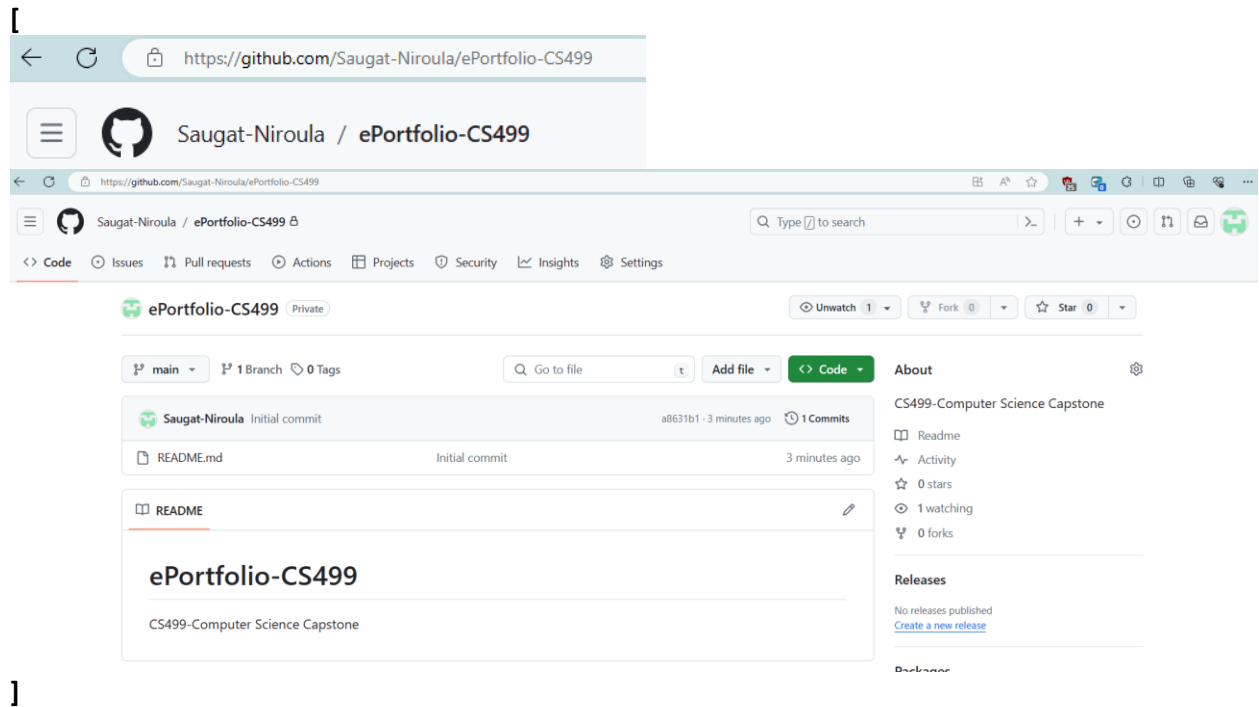 [
https://github.com/Saugat-Niroula/ePortfolio-CS499
Saugat-Niroula / ePortfolio-CS499
https://github.com/Saugat-Niroula/ePortfolio-CS499
Saugat-Niroula / ePortfolio-CS499
Type / to search
Code Issues Pull requests Actions Projects Security Insights Settings
ePortfolio-CS499 Private
Unwatch 1 Fork 0 Star 0
main 1 Branch 0 Tags
Go to file t
Add file
Code
Saugat-Niroula Initial commit a8631b1 · 3 minutes ago 1 Commits
README.md Initial commit 3 minutes ago
README
ePortfolio-CS499
CS499-Computer Science Capstone
About
CS499-Computer Science Capstone
Readme
Activity
0 stars
1 watching
0 forks
Releases
No releases published
Create a new release
Packages
]